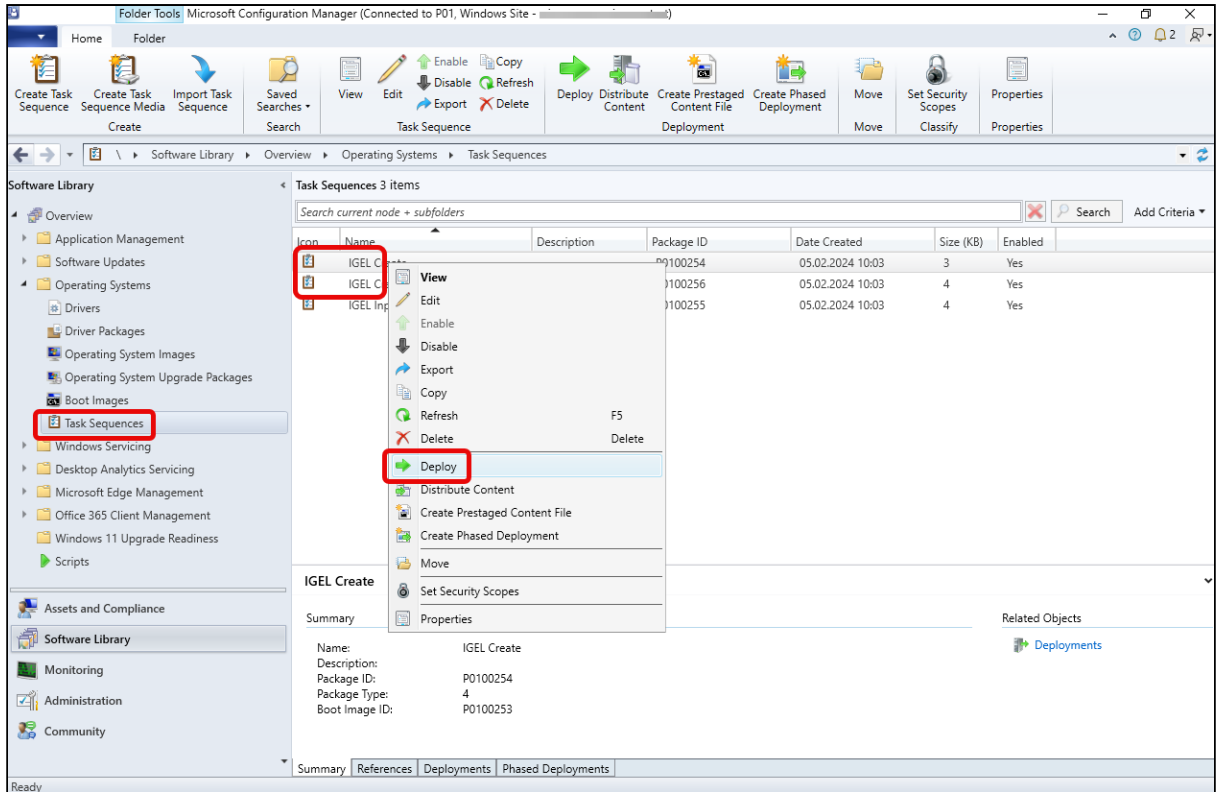 Folder Tools Microsoft Configuration Manager (Connected to P01, Windows Site -
Home Folder
2
Create Task Sequence
Create Task Sequence Media
Import Task Sequence
Saved Searches
View
Edit
Enable
Disable
Export
Copy
Refresh
Delete
Deploy
Distribute Content
Create Prestaged Content File
Create Phased Deployment
Move
Set Security Scopes
Properties
Create Search Task Sequence Deployment Move Classify Properties
\ Software Library Overview Operating Systems Task Sequences
Software Library
Overview
Application Management
Software Updates
Operating Systems
Drivers
Driver Packages
Operating System Images
Operating System Upgrade Packages
Boot Images
Task Sequences
Windows Servicing
Desktop Analytics Servicing
Microsoft Edge Management
Office 365 Client Management
Windows 11 Upgrade Readiness
Scripts
Assets and Compliance
Software Library
Monitoring
Administration
Community
Task Sequences 3 items
Search current node + subfolders Search Add Criteria
Icon Name Description Package ID Date Created Size (KB) Enabled
IGEL Create P0100254 05.02.2024 10:03 3 Yes
IGEL 0100256 05.02.2024 10:03 4 Yes
IGEL 0100255 05.02.2024 10:03 4 Yes
View
Edit
Enable
Disable
Export
Copy
Refresh F5
Delete Delete
Deploy
Distribute Content
Create Prestaged Content File
Create Phased Deployment
Move
Set Security Scopes
Properties
IGEL Create
Summary
Name: IGEL Create
Description:
Package ID: P0100254
Package Type: 4
Boot Image ID: P0100253
Related Objects
Deployments
Summary References Deployments Phased Deployments
Ready